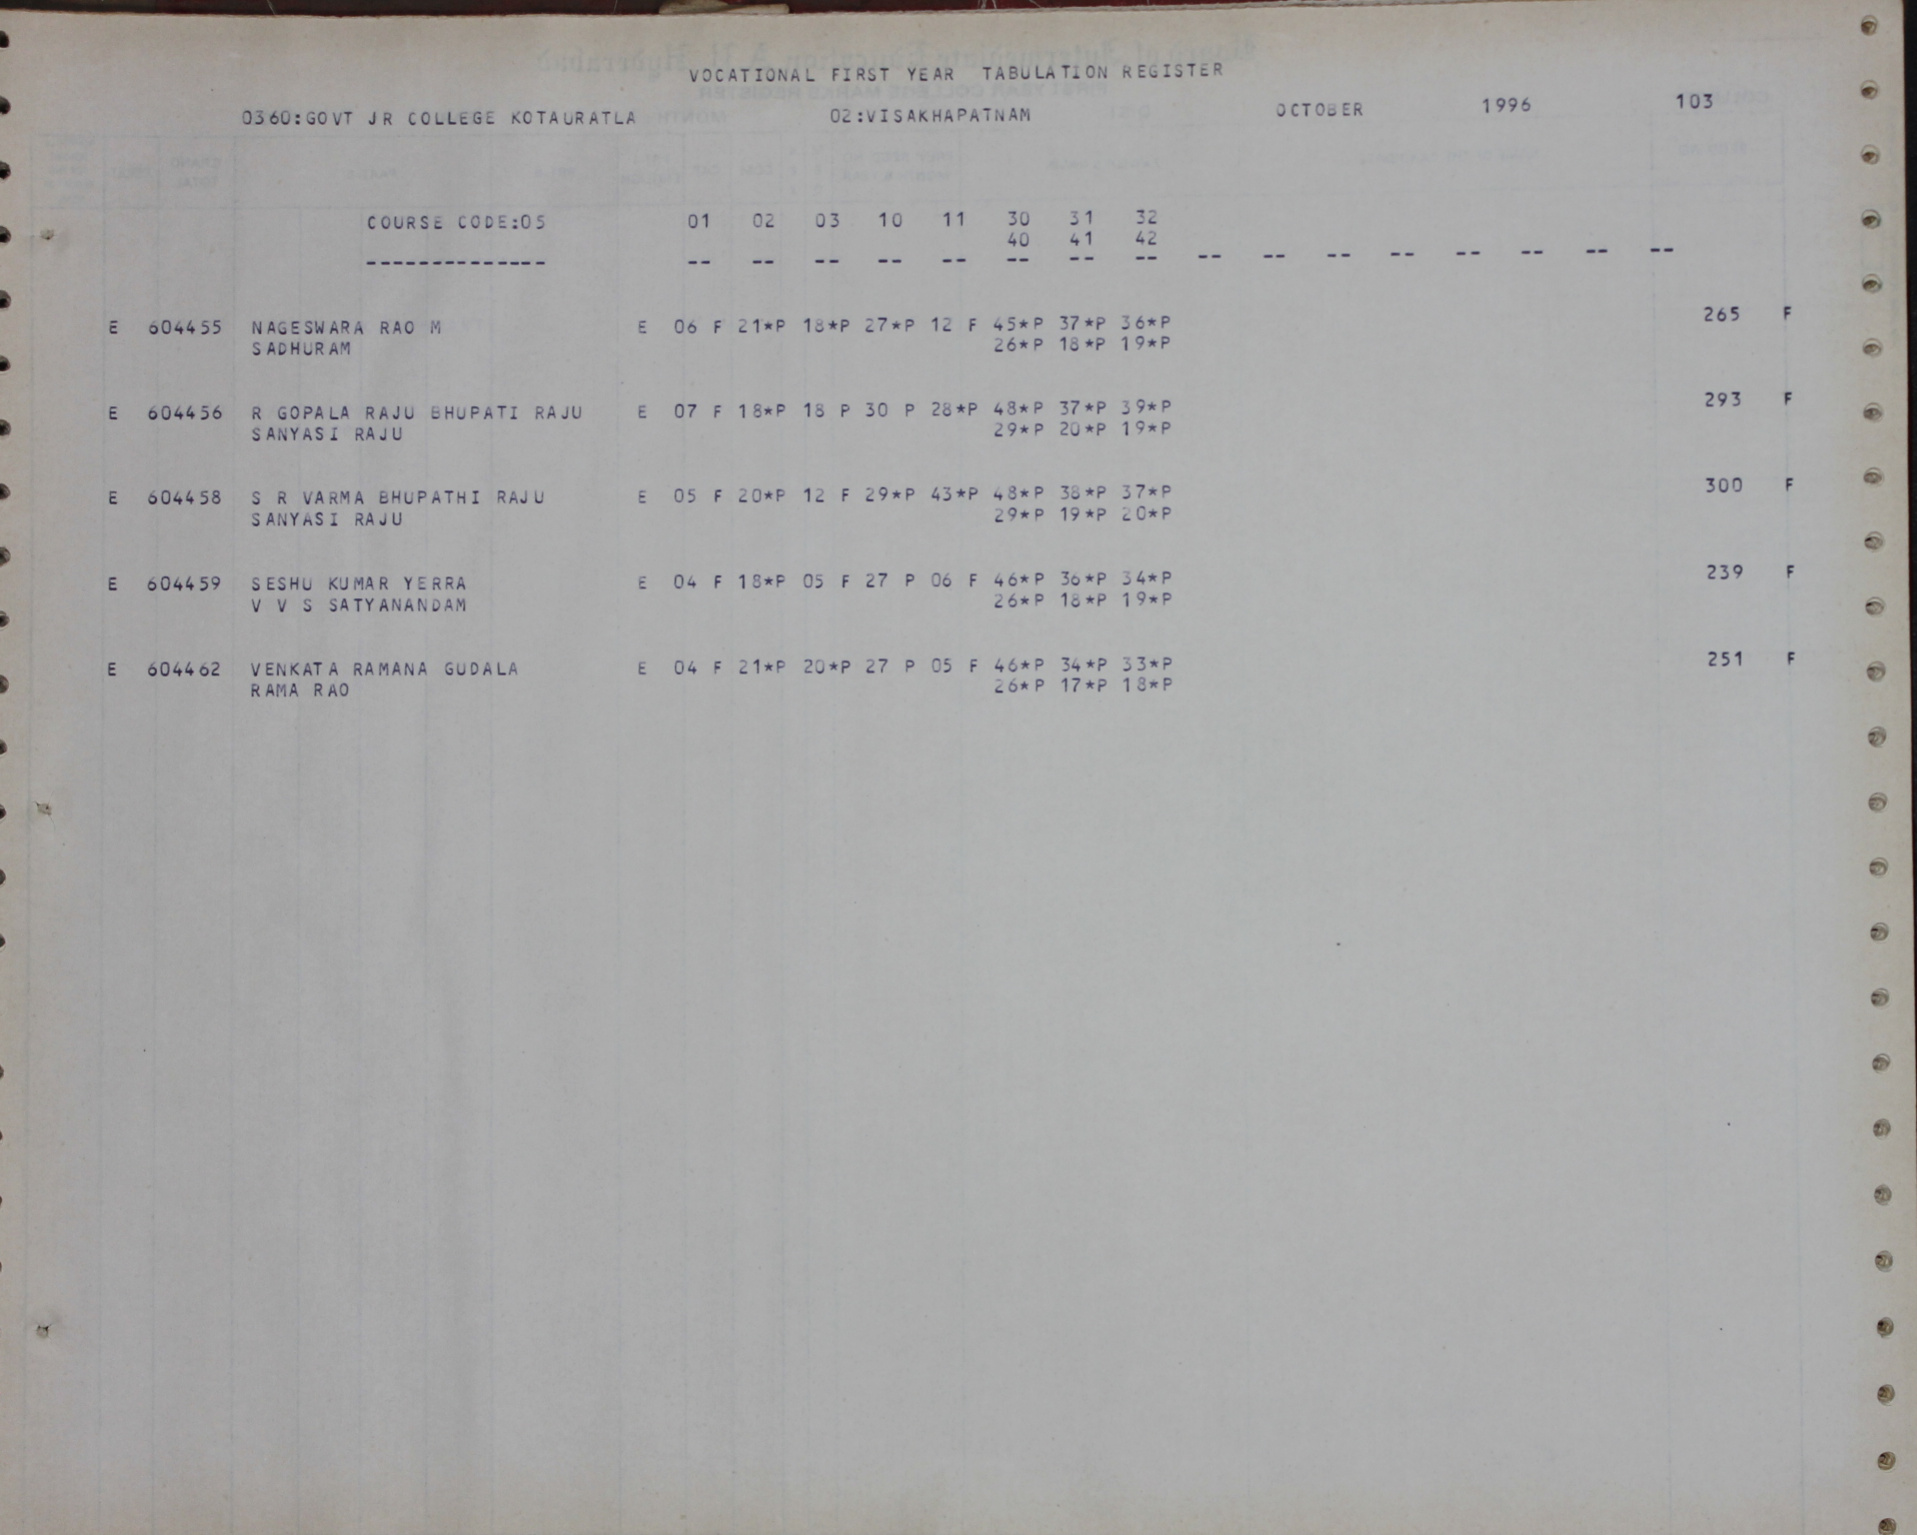 VOCATIONAL FIRST YEAR TABULATION REGISTER
0360:GOVT JR COLLEGE KOTAURATLA 02:VISAKHAPATNAM OCTOBER 1996 103
COURSE CODE:05 01 02 03 10 11 30 31 32
40 41 42
-------------- -- -- -- -- -- -- -- -- -- -- -- -- -- -- -- --
E 604455 NAGESWARA RAO M E 06 F 21*P 18*P 27*P 12 F 45*P 37*P 36*P 265 F
SADHURAM 26*P 18*P 19*P
E 604456 R GOPALA RAJU BHUPATI RAJU E 07 F 18*P 18 P 30 P 28*P 48*P 37*P 39*P 293 F
SANYASI RAJU 29*P 20*P 19*P
E 604458 S R VARMA BHUPATHI RAJU E 05 F 20*P 12 F 29*P 43*P 48*P 38*P 37*P 300 F
SANYASI RAJU 29*P 19*P 20*P
E 604459 SESHU KUMAR YERRA E 04 F 18*P 05 F 27 P 06 F 46*P 36*P 34*P 239 F
V V S SATYANANDAM 26*P 18*P 19*P
E 604462 VENKATA RAMANA GUDALA E 04 F 21*P 20*P 27 P 05 F 46*P 34*P 33*P 251 F
RAMA RAO 26*P 17*P 18*P